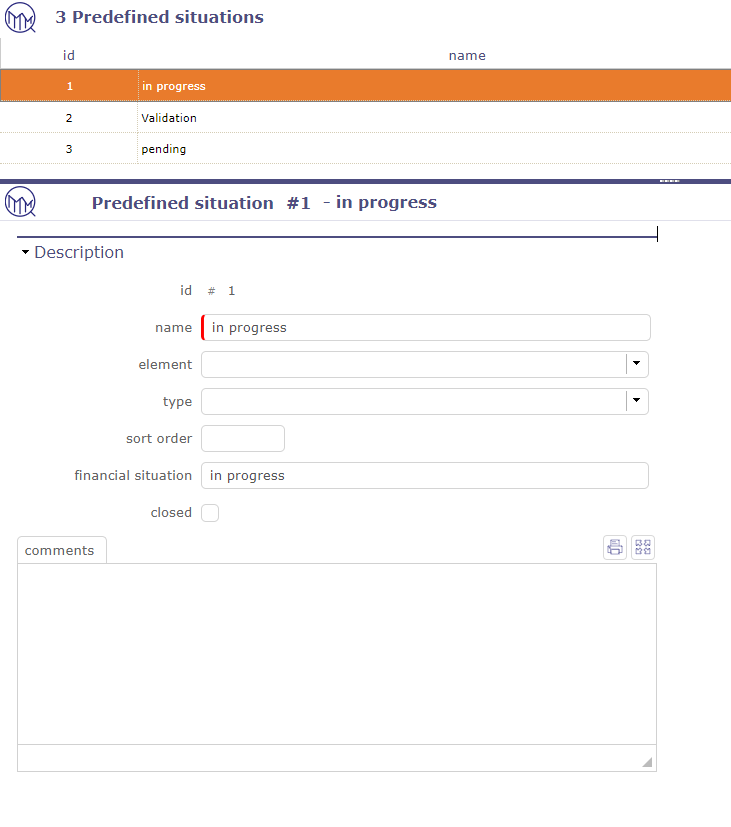 3 Predefined situations
id name
1 in progress
2 Validation
3 pending
Predefined situation #1 - in progress
Description
id # 1
name in progress
element
type
sort order
financial situation in progress
closed
comments